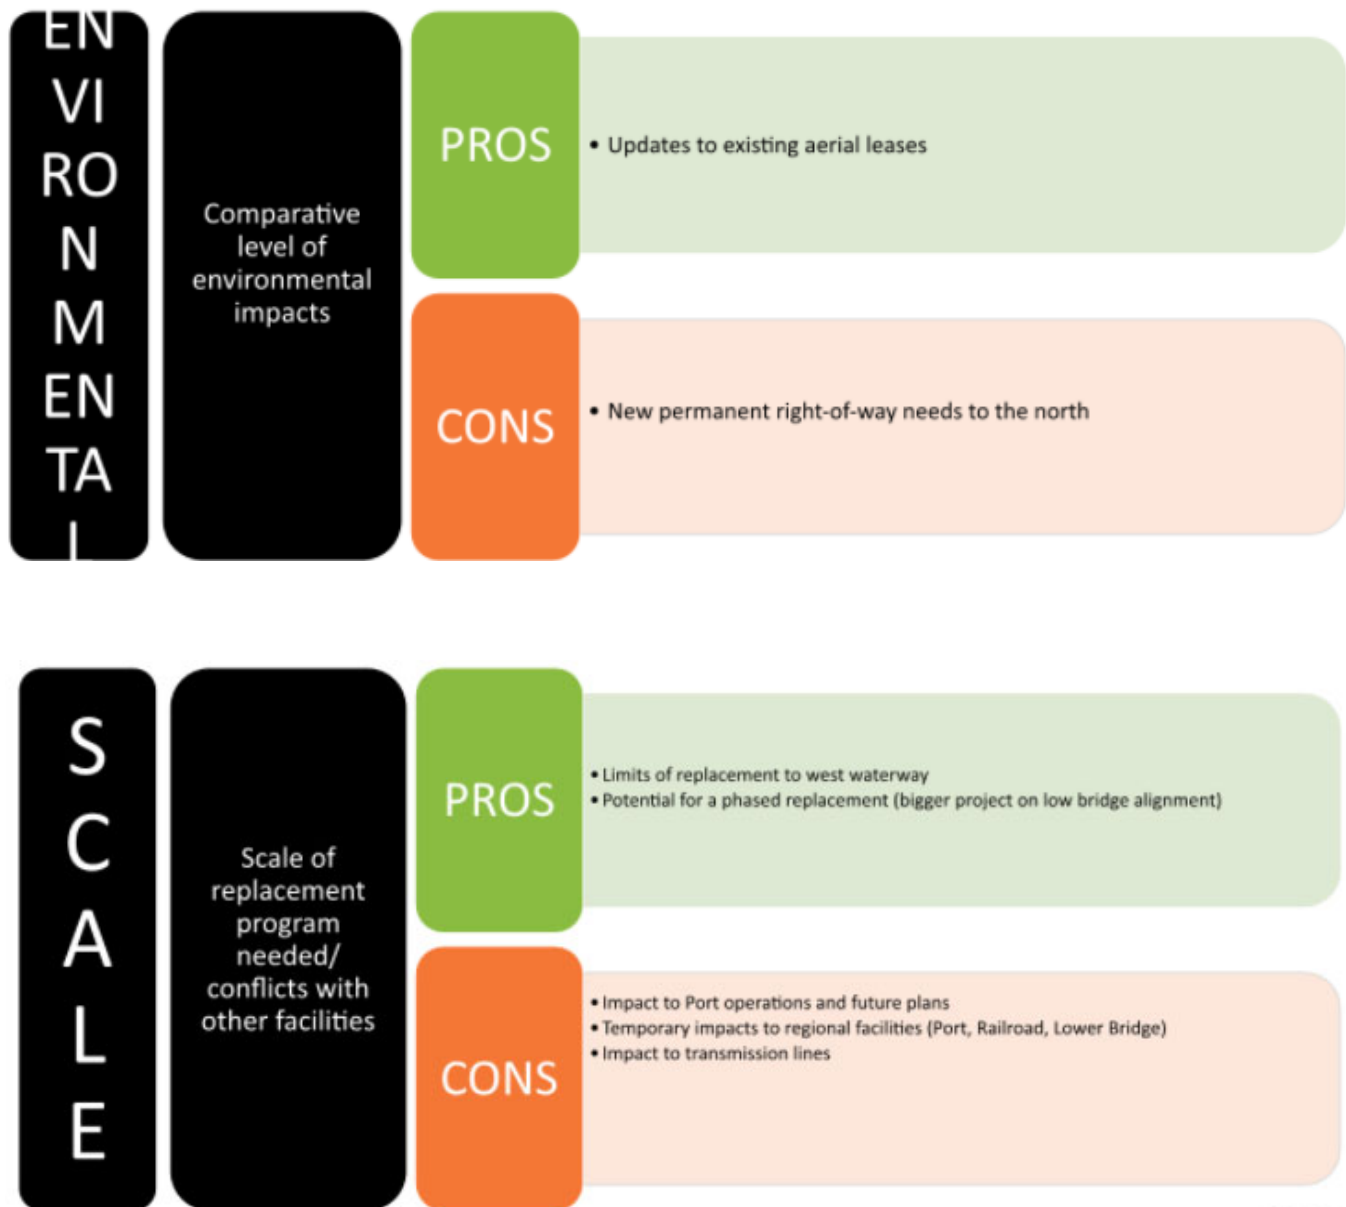 EN
VI
RO
N
M
EN
TA
L
Comparative
level of
environmental
impacts
PROS
• Updates to existing aerial leases
CONS
• New permanent right-of-way needs to the north
S
C
A
L
E
Scale of
replacement
program
needed/
conflicts with
other facilities
PROS
• Limits of replacement to west waterway
• Potential for a phased replacement (bigger project on low bridge alignment)
CONS
• Impact to Port operations and future plans
• Temporary impacts to regional facilities (Port, Railroad, Lower Bridge)
• Impact to transmission lines